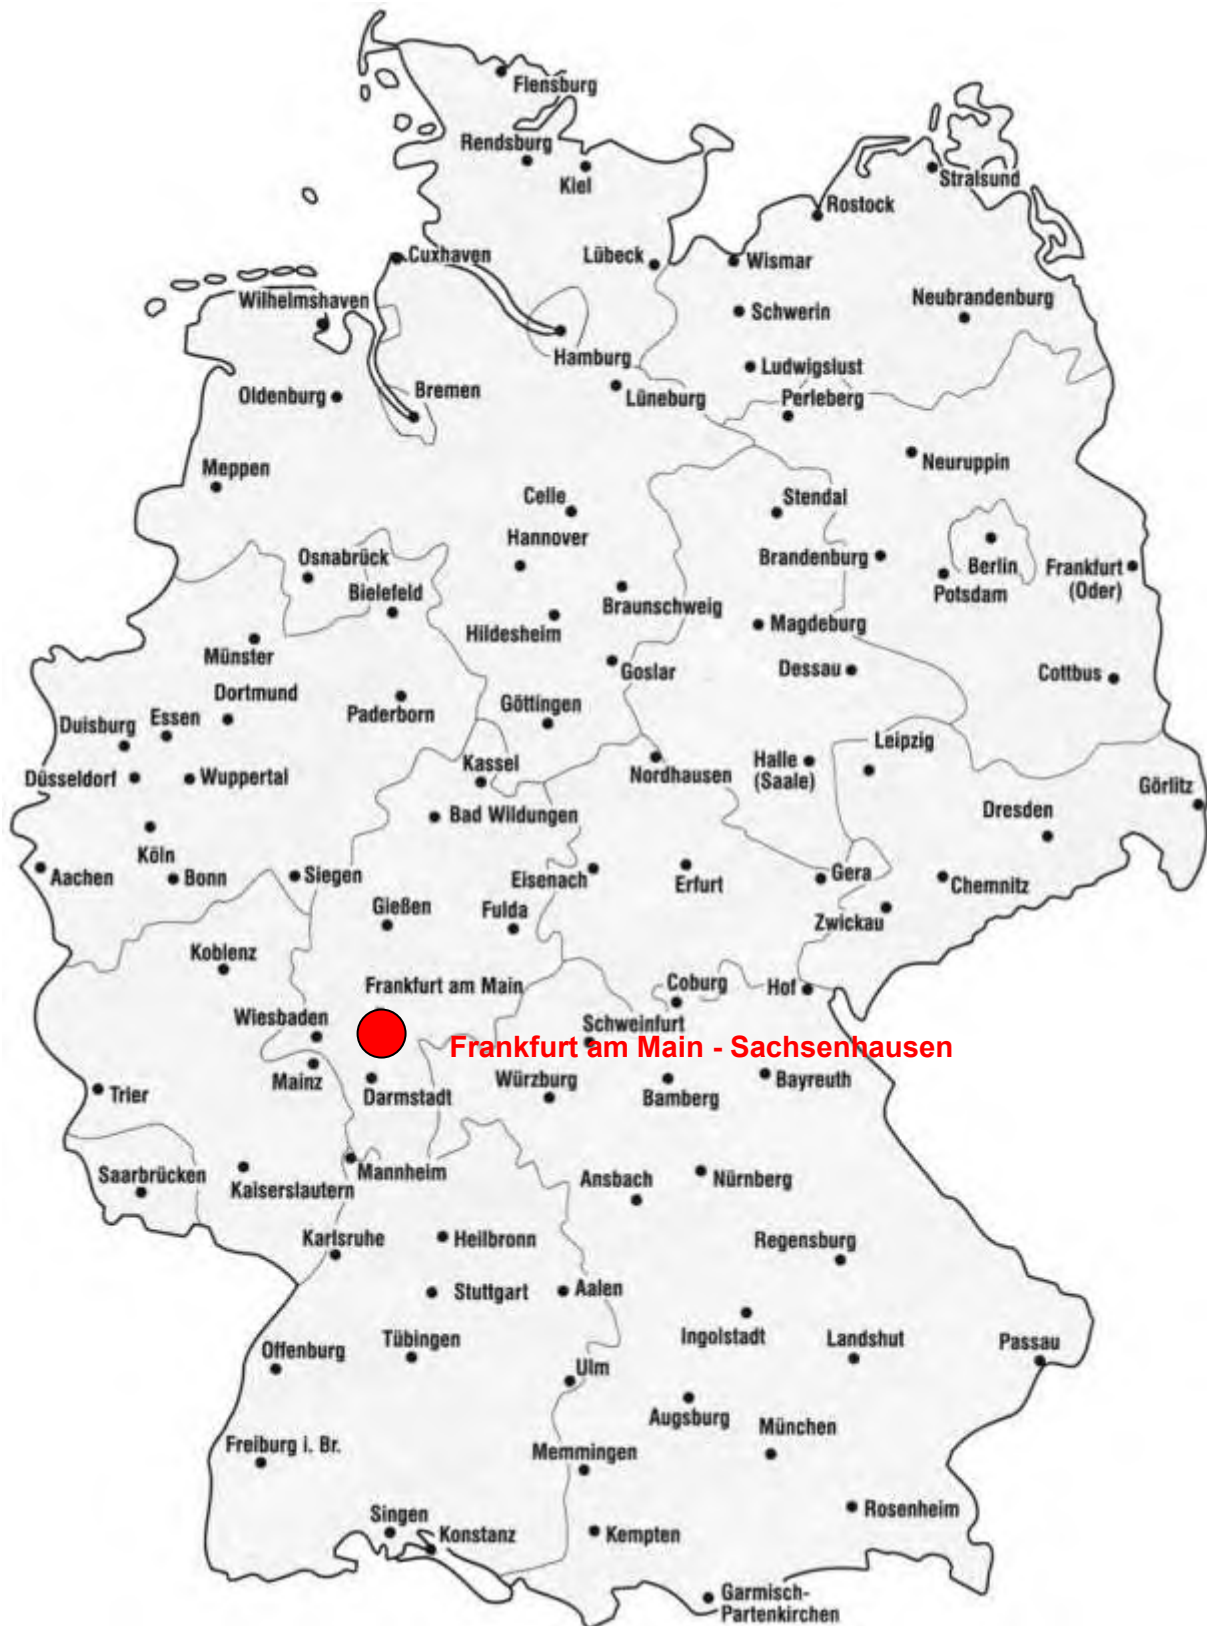 Flensburg
Rendsburg
Kiel
Stralsund
Rostock
Cuxhaven
Lübeck
Wismar
Wilhelmshaven
Schwerin
Neubrandenburg
Hamburg
Ludwigslust
Oldenburg
Bremen
Lüneburg
Perleberg
Meppen
Neuruppin
Celle
Stendal
Hannover
Osnabrück
Brandenburg
Berlin
Frankfurt
(Oder)
Bielefeld
Potsdam
Braunschweig
Hildesheim
Magdeburg
Münster
Goslar
Dessau
Cottbus
Dortmund
Göttingen
Paderborn
Duisburg
Essen
Leipzig
Düsseldorf
Wuppertal
Kassel
Nordhausen
Halle
(Saale)
Görlitz
Bad Wildungen
Dresden
Köln
Aachen
Bonn
Siegen
Eisenach
Erfurt
Gera
Chemnitz
Gießen
Fulda
Zwickau
Koblenz
Frankfurt am Main
Coburg
Hof
Wiesbaden
Schweinfurt
Frankfurt am Main - Sachsenhausen
Mainz
Würzburg
Bayreuth
Trier
Darmstadt
Bamberg
Saarbrücken
Kaiserslautern
Mannheim
Ansbach
Nürnberg
Karlsruhe
Heilbronn
Regensburg
Stuttgart
Aalen
Offenburg
Tübingen
Ingolstadt
Landshut
Passau
Ulm
Augsburg
München
Freiburg i. Br.
Memmingen
Rosenheim
Singen
Konstanz
Kempten
Garmisch-
Partenkirchen